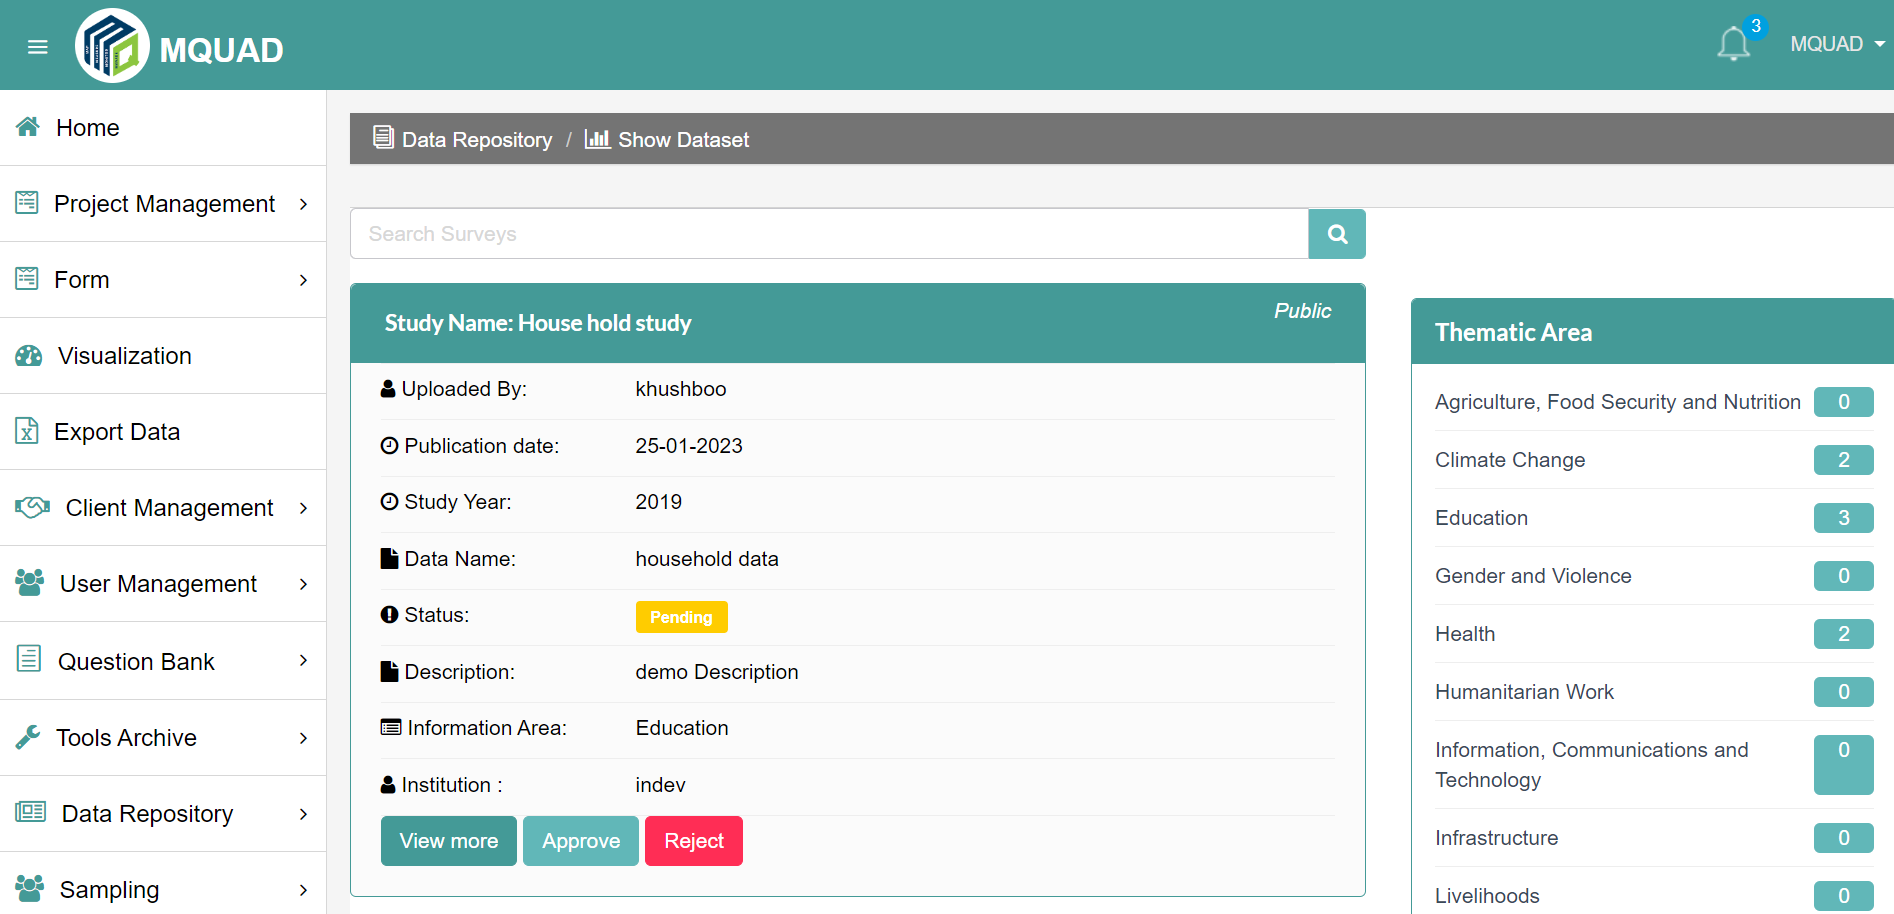 MQUAD
3
MQUAD
Home
Project Management
Form
Visualization
Export Data
Client Management
User Management
Question Bank
Tools Archive
Data Repository
Sampling
Data Repository / Show Dataset
Search Surveys
Study Name: House hold study
Public
Uploaded By: khushboo
Publication date: 25-01-2023
Study Year: 2019
Data Name: household data
Status: Pending
Description: demo Description
Information Area: Education
Institution : indev
View more Approve Reject
Thematic Area
Agriculture, Food Security and Nutrition 0
Climate Change 2
Education 3
Gender and Violence 0
Health 2
Humanitarian Work 0
Information, Communications and 0
Technology
Infrastructure 0
Livelihoods 0